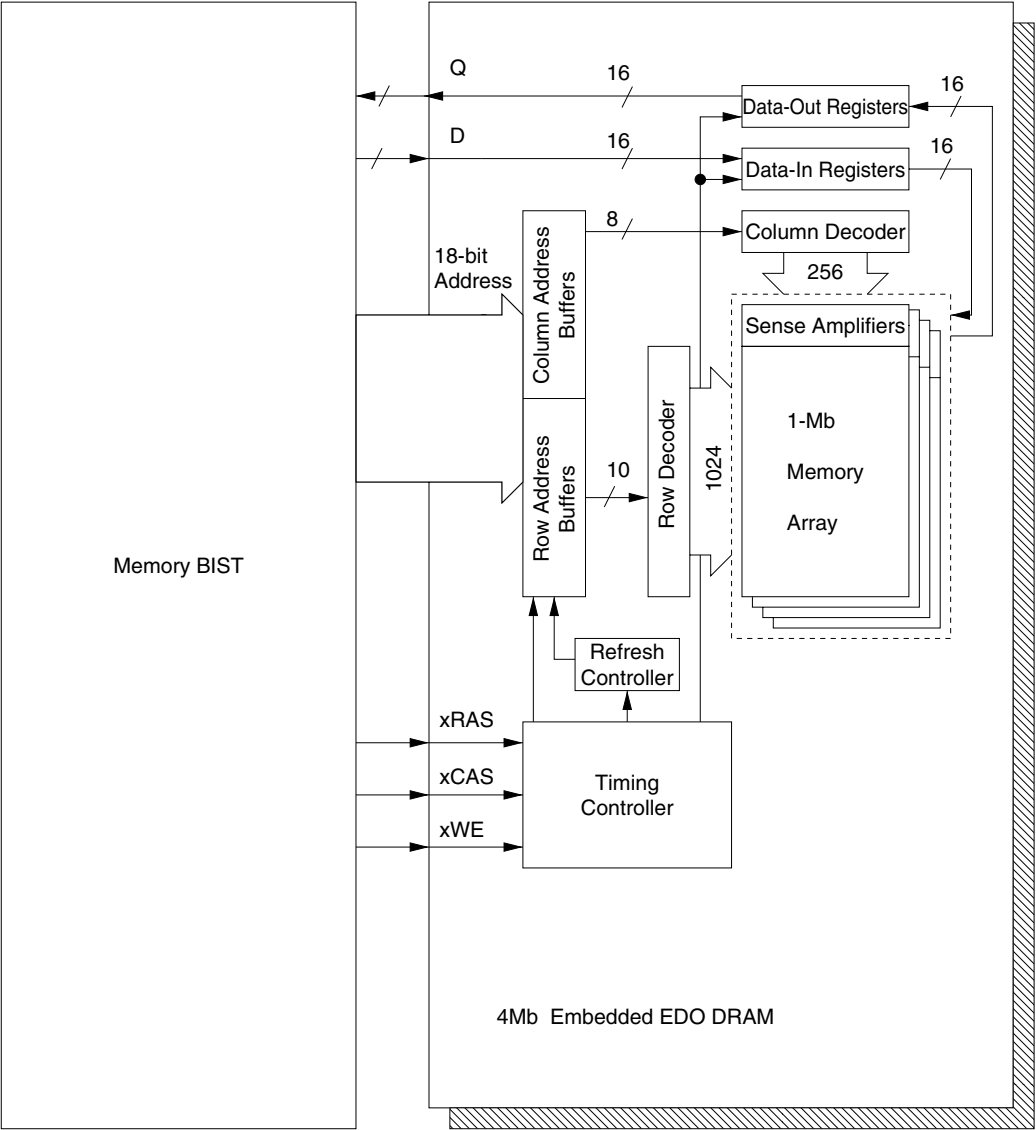 Q
16
16
Data-Out Registers
D
16
16
Data-In Registers
8
Column Decoder
18-bit
Address
256
Column Address
Buffers
Sense Amplifiers
1-Mb
Memory
Array
Row Decoder
1024
10
Row Address
Buffers
Memory BIST
Refresh
Controller
xRAS
xCAS
xWE
Timing
Controller
4Mb Embedded EDO DRAM